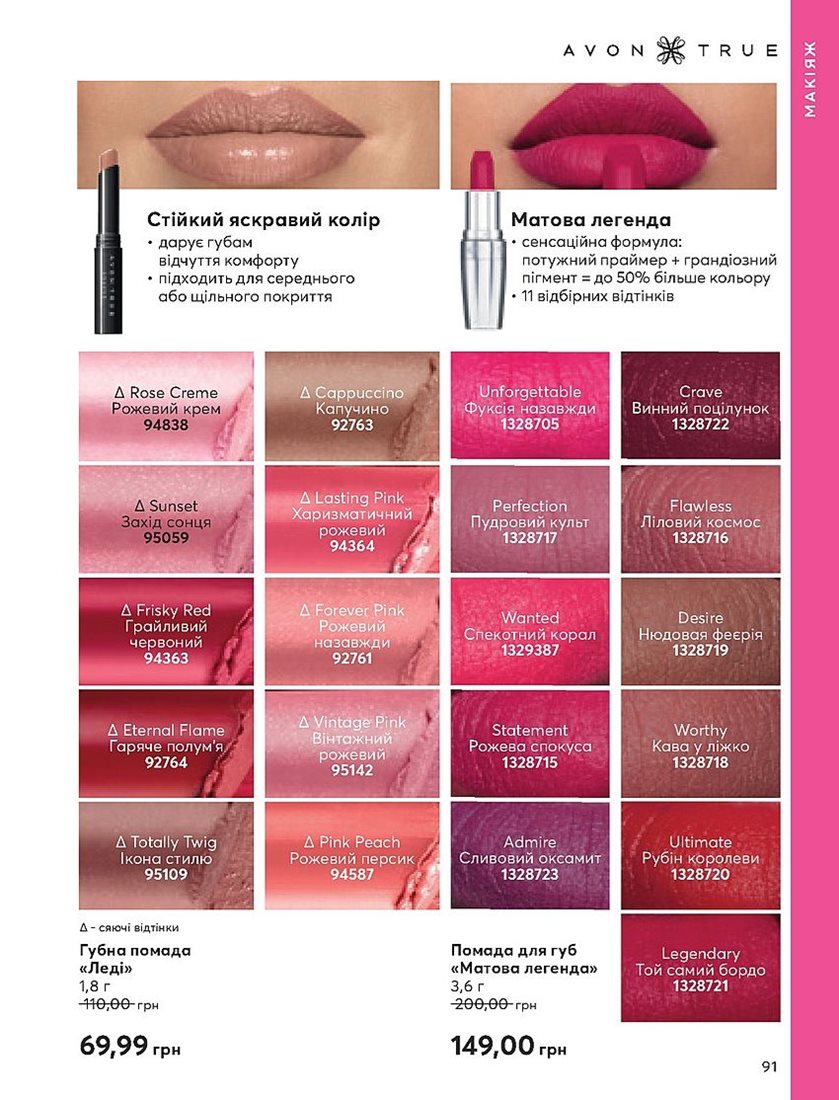 AVON TRUE
МАКІЯЖ
Стійкий яскравий колір
• дарує губам
відчуття комфорту
• підходить для середнього
або щільного покриття
Матова легенда
• сенсаційна формула:
потужний праймер + грандіозний
пігмент = до 50% більше кольору
• 11 відбірних відтінків
Δ Rose Creme
Рожевий крем
94838
Δ Cappuccino
Капучино
92763
Unforgettable
Фуксія назавжди
1328705
Crave
Винний поцілунок
1328722
Δ Sunset
Захід сонця
95059
Δ Lasting Pink
Харизматичний
рожевий
94364
Perfection
Пудровий культ
1328717
Flawless
Ліловий космос
1328716
Δ Frisky Red
Грайливий
червоний
94363
Δ Forever Pink
Рожевий
назавжди
92761
Wanted
Спекотний корал
1329387
Desire
Нюдовая феєрія
1328719
Δ Eternal Flame
Гаряче полум'я
92764
Δ Vintage Pink
Вінтажний
рожевий
95142
Statement
Рожева спокуса
1328715
Worthy
Кава у ліжко
1328718
Δ Totally Twig
Ікона стилю
95109
Δ Pink Peach
Рожевий персик
94587
Admire
Сливовий оксамит
1328723
Ultimate
Рубін королеви
1328720
Legendary
Той самий бордо
1328721
Δ - сяючі відтінки
Губна помада
«Леді»
1,8 г
110,00 грн
69,99 грн
Помада для губ
«Матова легенда»
3,6 г
200,00 грн
149,00 грн
91